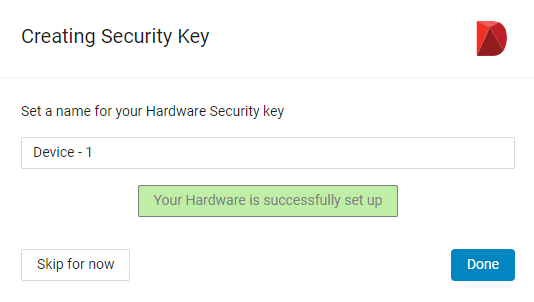 Creating Security Key
Set a name for your Hardware Security key
Device - 1
Your Hardware is successfully set up
Skip for now
Done